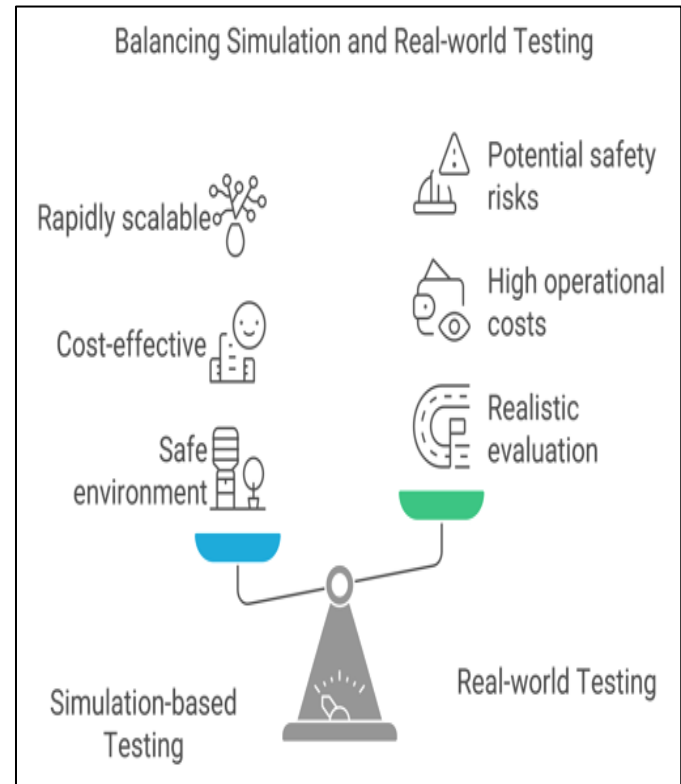 Balancing Simulation and Real-world Testing
Rapidly scalable
Cost-effective
Safe
environment
Potential safety
risks
High operational
costs
Realistic
evaluation
Simulation-based
Testing
Real-world Testing